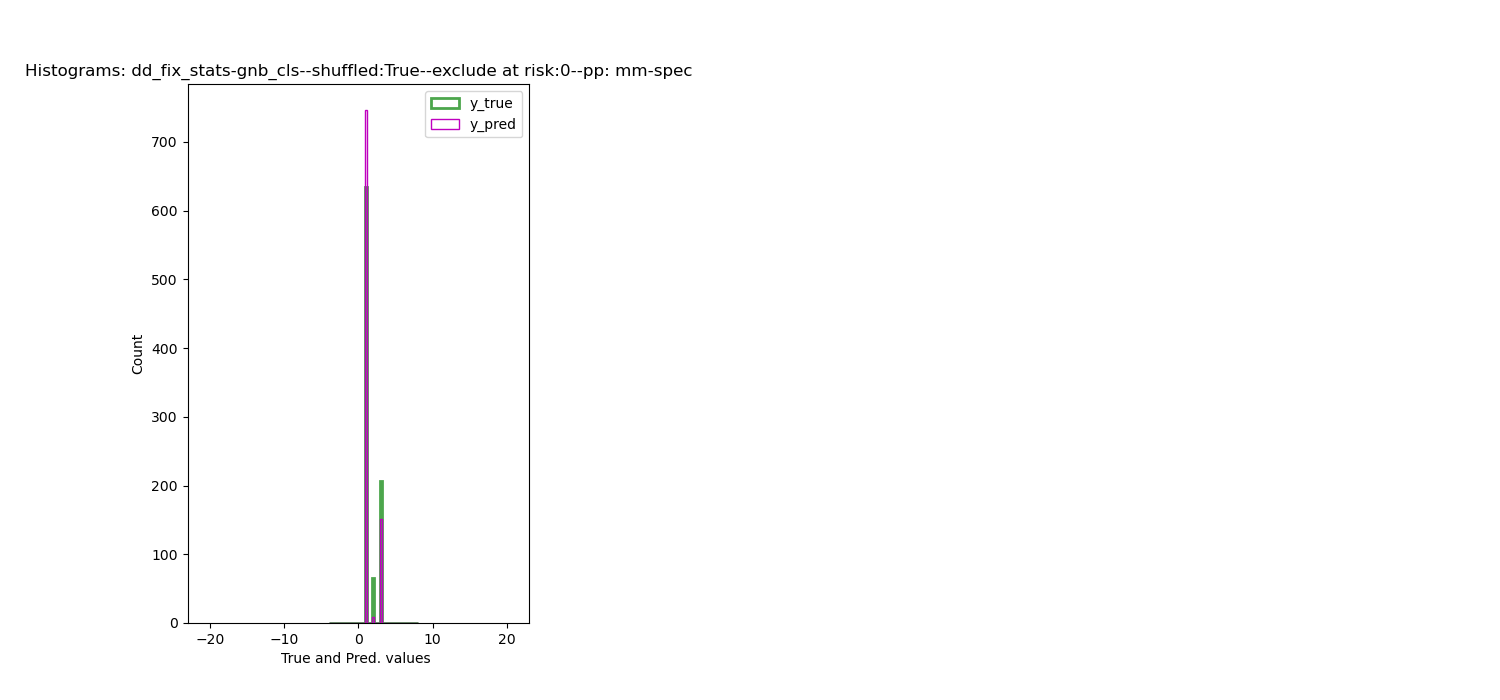 Histograms: dd_fix_stats-gnb_cls--shuffled:True--exclude at risk:0--pp: mm-spec
y_true
y_pred
700
600
500
400
300
200
100
0
Count
−20 −10 0 10 20
True and Pred. values